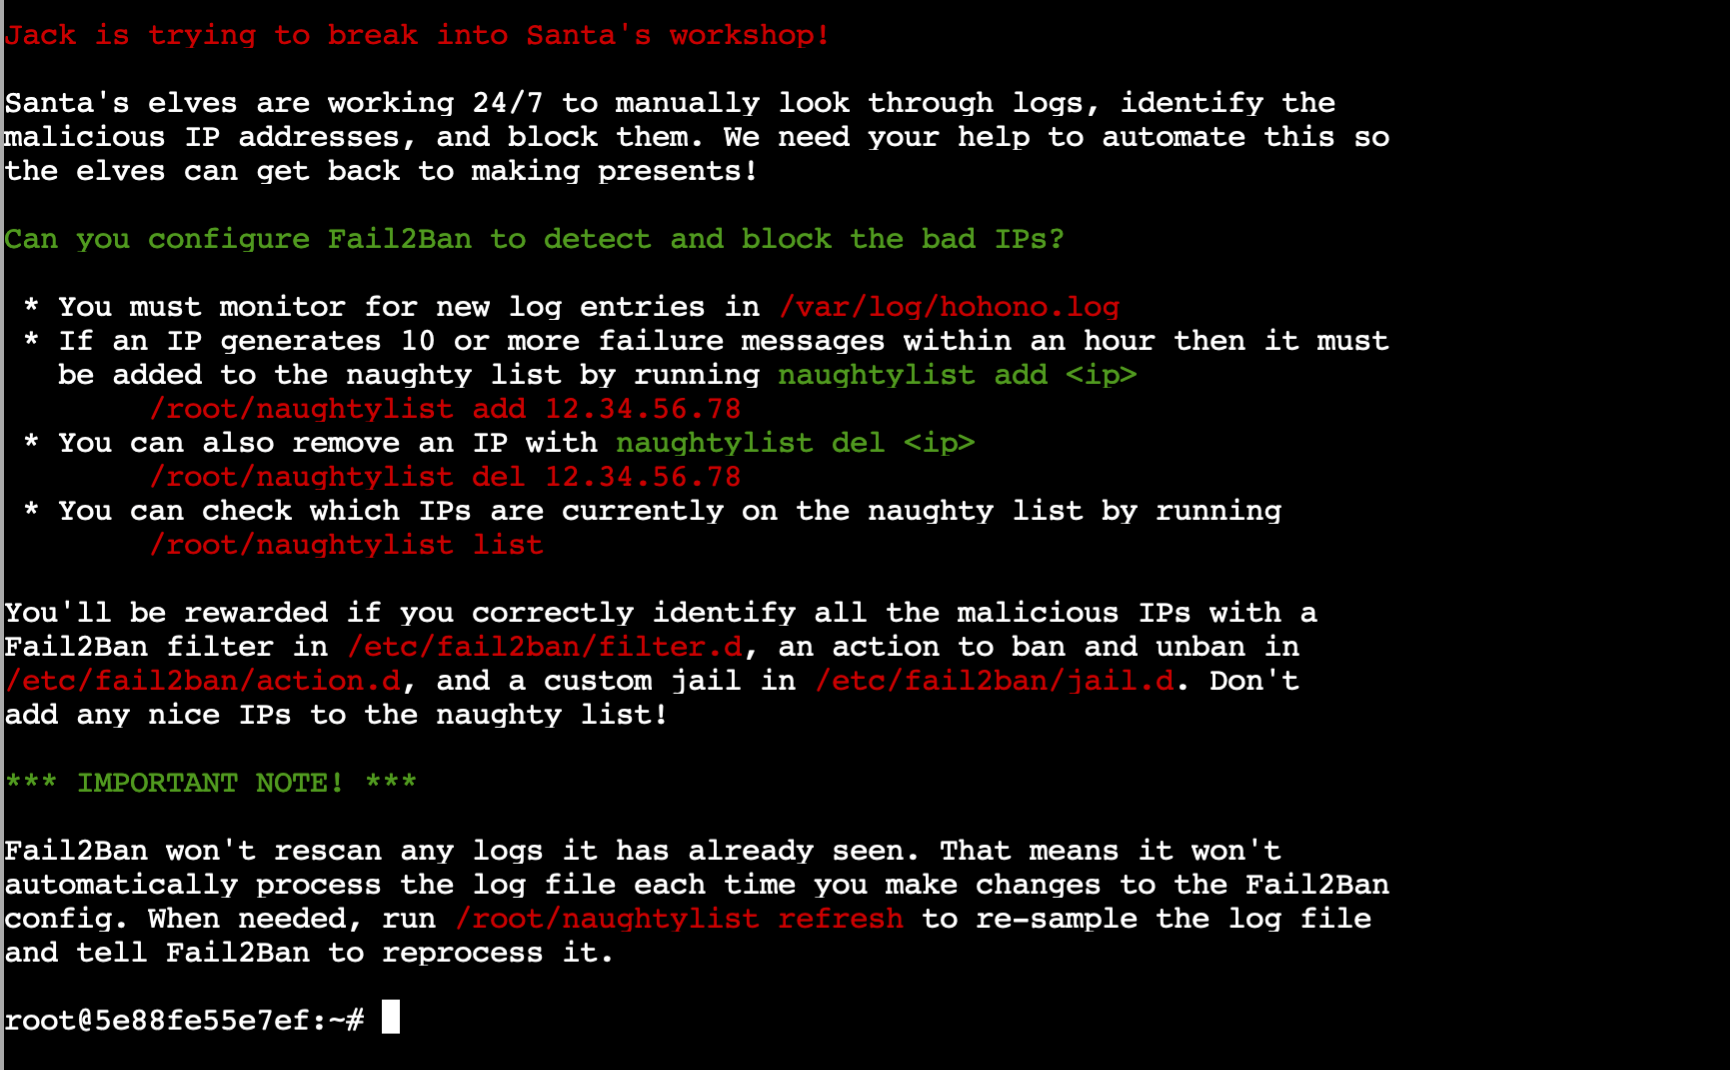 Jack is trying to break into Santa's workshop!
Santa's elves are working 24/7 to manually look through logs, identify the
malicious IP addresses, and block them. We need your help to automate this so
the elves can get back to making presents!
Can you configure Fail2Ban to detect and block the bad IPs?
* You must monitor for new log entries in /var/log/hohono.log
* If an IP generates 10 or more failure messages within an hour then it must
be added to the naughty list by running naughtylist add <ip>
/root/naughtylist add 12.34.56.78
* You can also remove an IP with naughtylist del <ip>
/root/naughtylist del 12.34.56.78
* You can check which IPs are currently on the naughty list by running
/root/naughtylist list
You'll be rewarded if you correctly identify all the malicious IPs with a
Fail2Ban filter in /etc/fail2ban/filter.d, an action to ban and unban in
/etc/fail2ban/action.d, and a custom jail in /etc/fail2ban/jail.d. Don't
add any nice IPs to the naughty list!
*** IMPORTANT NOTE! ***
Fail2Ban won't rescan any logs it has already seen. That means it won't
automatically process the log file each time you make changes to the Fail2Ban
config. When needed, run /root/naughtylist refresh to re-sample the log file
and tell Fail2Ban to reprocess it.
root@5e88fe55e7ef:~#